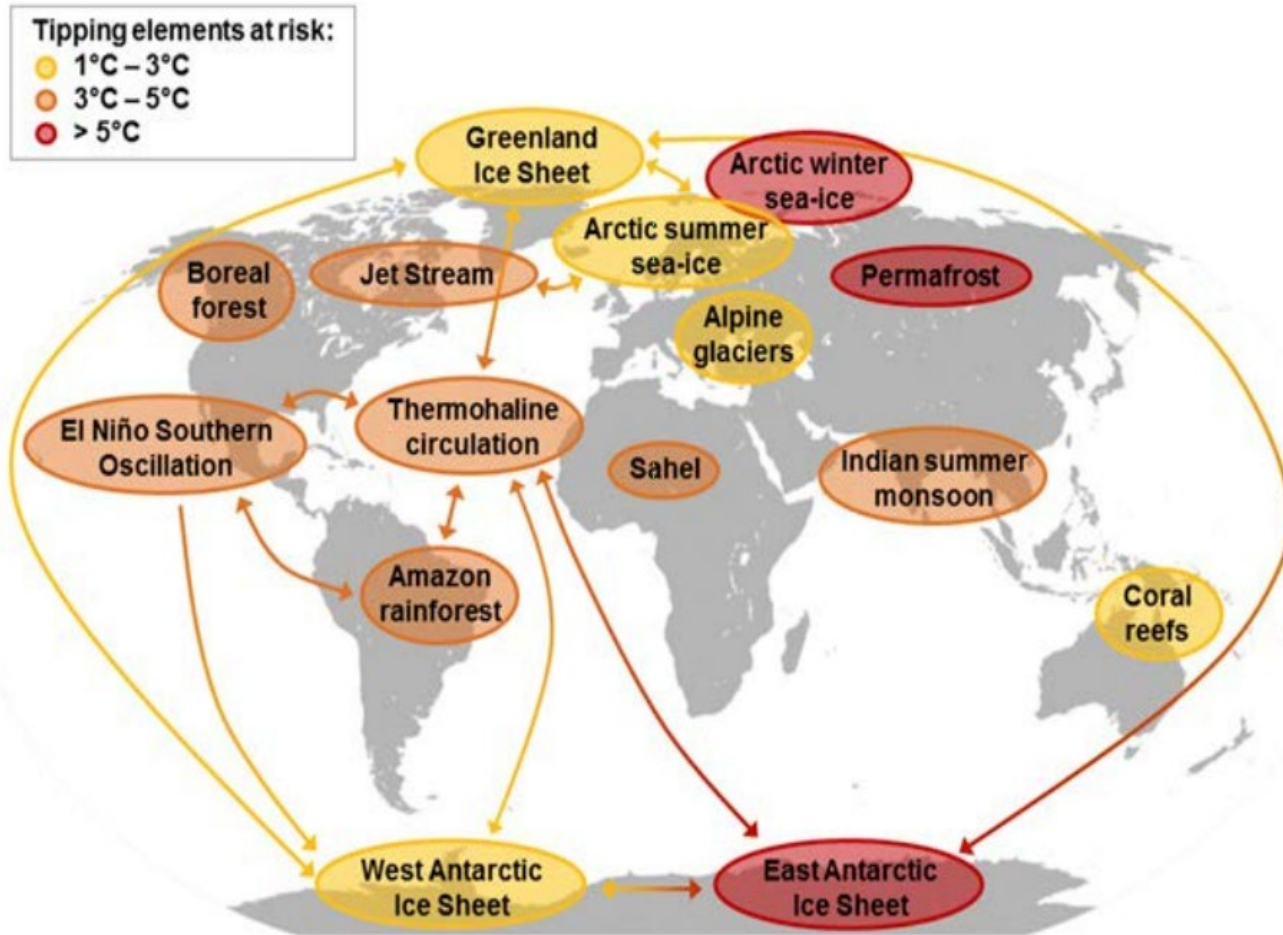 Tipping elements at risk:
1°C – 3°C
3°C – 5°C
> 5°C
Greenland
Ice Sheet
Arctic winter
sea-ice
Arctic summer
sea-ice
Boreal
forest
Jet Stream
Permafrost
Alpine
glaciers
El Niño Southern
Oscillation
Thermohaline
circulation
Sahel
Indian summer
monsoon
Amazon
rainforest
Coral
reefs
West Antarctic
Ice Sheet
East Antarctic
Ice Sheet